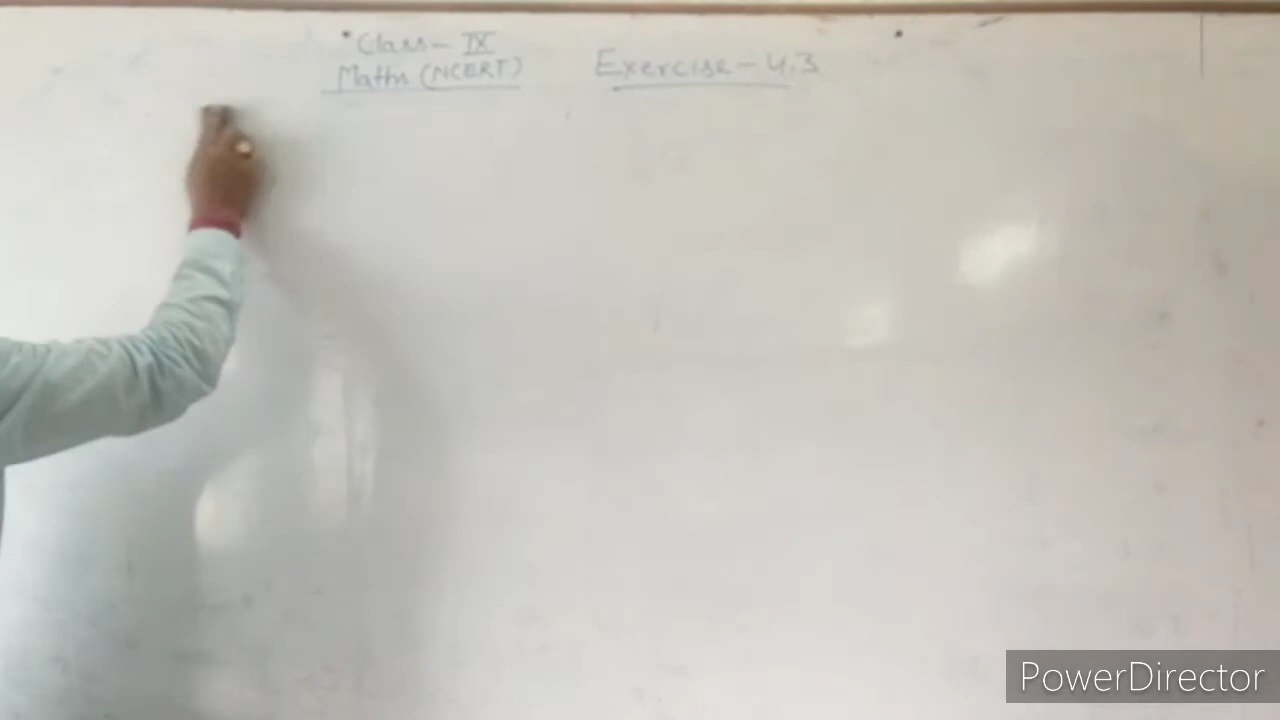 Class- IX
Maths (NCERT)
Exercise - 4.3
PowerDirector